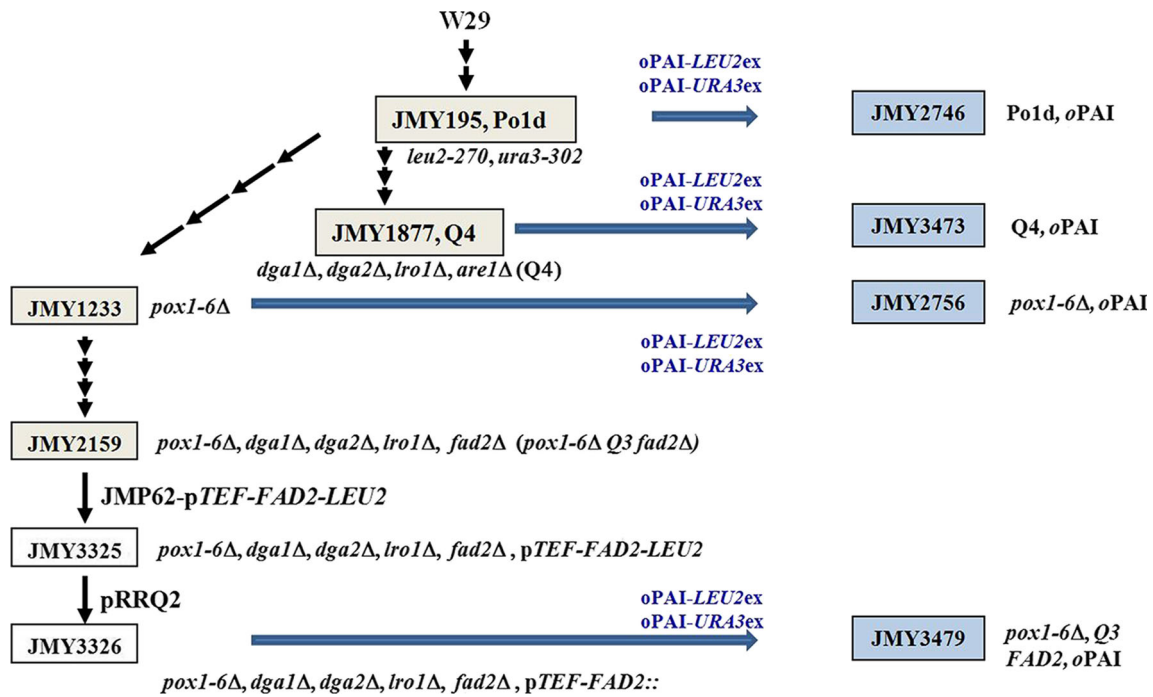 W29
oPAI-LEU2ex
oPAI-URA3ex
JMY195, Po1d
JMY2746
Po1d, oPAI
leu2-270, ura3-302
oPAI-LEU2ex
oPAI-URA3ex
JMY1877, Q4
JMY3473
Q4, oPAI
dga1Δ, dga2Δ, lro1Δ, are1Δ (Q4)
JMY1233
pox1-6Δ
JMY2756
pox1-6Δ, oPAI
oPAI-LEU2ex
oPAI-URA3ex
JMY2159
pox1-6Δ, dga1Δ, dga2Δ, lro1Δ, fad2Δ (pox1-6Δ Q3 fad2Δ)
JMP62-pTEF-FAD2-LEU2
JMY3325
pox1-6Δ, dga1Δ, dga2Δ, lro1Δ, fad2Δ, pTEF-FAD2-LEU2
pRRQ2
oPAI-LEU2ex
oPAI-URA3ex
JMY3326
JMY3479
pox1-6Δ, Q3
FAD2, oPAI
pox1-6Δ, dga1Δ, dga2Δ, lro1Δ, fad2Δ, pTEF-FAD2::